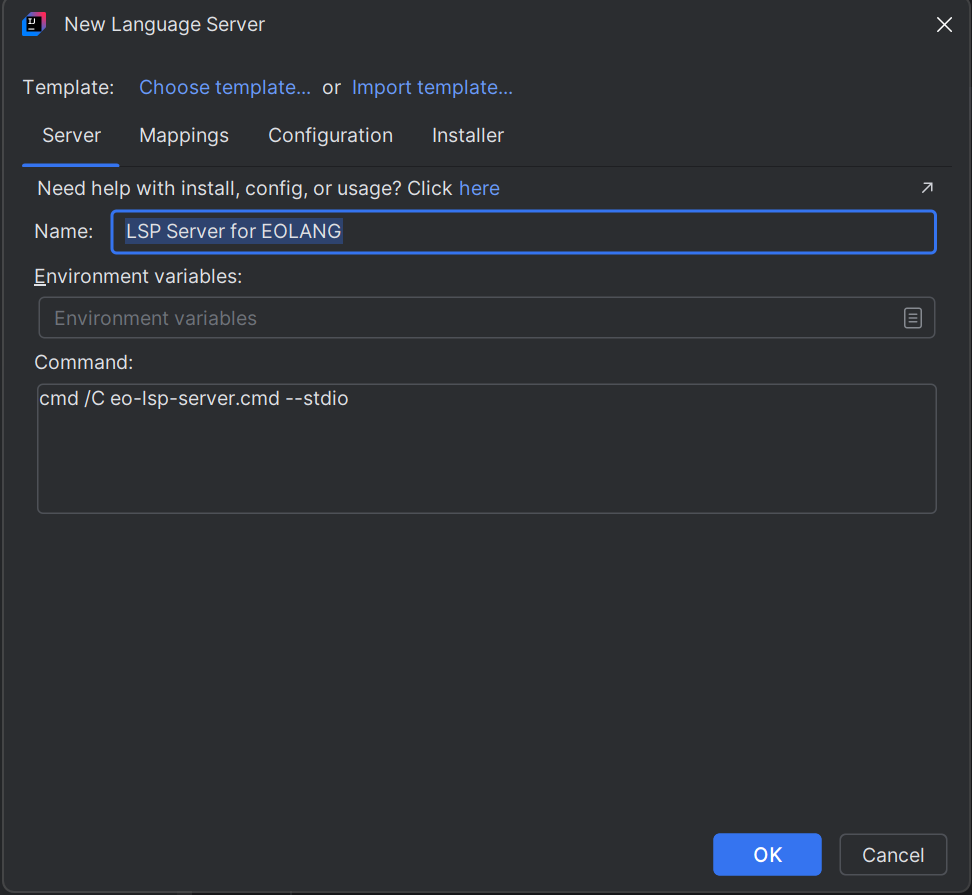 New Language Server
Template: Choose template... or Import template...
Server Mappings Configuration Installer
Need help with install, config, or usage? Click here
Name: LSP Server for EOLANG
Environment variables:
Environment variables
Command:
cmd /C eo-lsp-server.cmd --stdio
OK Cancel